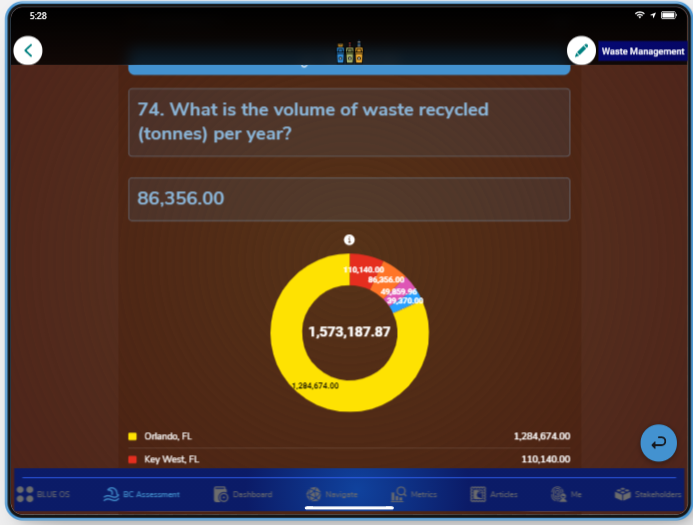 5:28
Waste Management
74. What is the volume of waste recycled
(tonnes) per year?
86,356.00
110,140.00
86,356.00
49,859.96
39,370.00
1,573,187.87
1,284,674.00
Orlando, FL 1,284,674.00
Key West, FL 110,140.00
BLUE OS BC Assessment Dashboard Navigate Metrics Articles Me Stakeholders